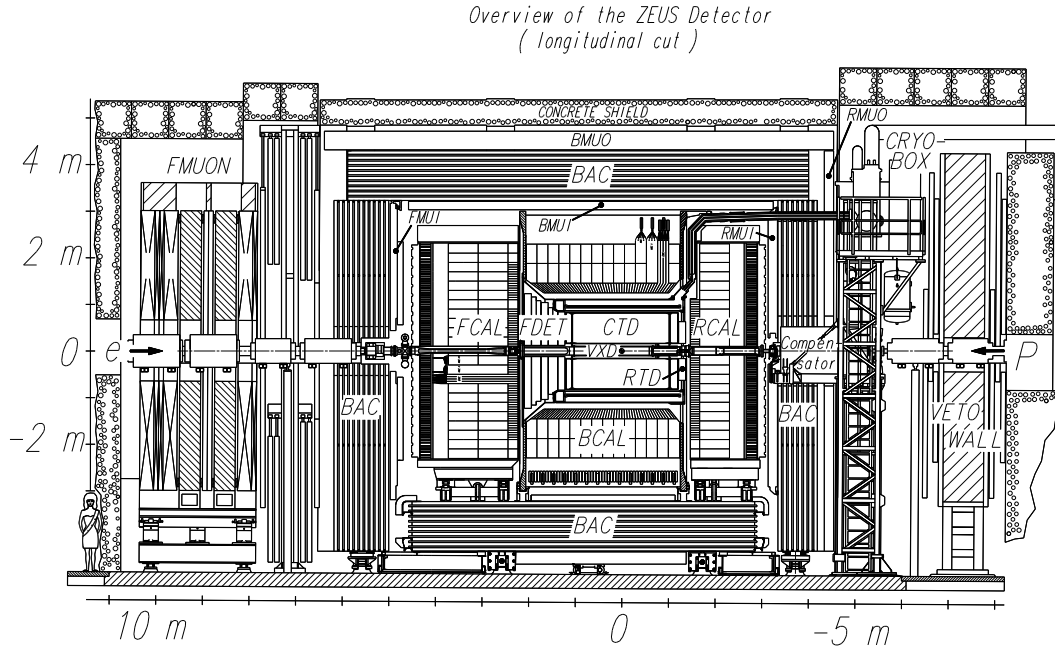 Overview of the ZEUS Detector
( longitudinal cut )
CONCRETE SHIELD
RMUO
BMUO
CRYO-
BOX
4 m
FMUON
BAC
FMUI
BMUI
RMUI
2 m
0
e
FCAL
FDET
CTD
RCAL
VXD
Compen-
sator
P
RTD
BAC
BAC
VETO
WALL
-2 m
BCAL
BAC
10 m
0
-5 m